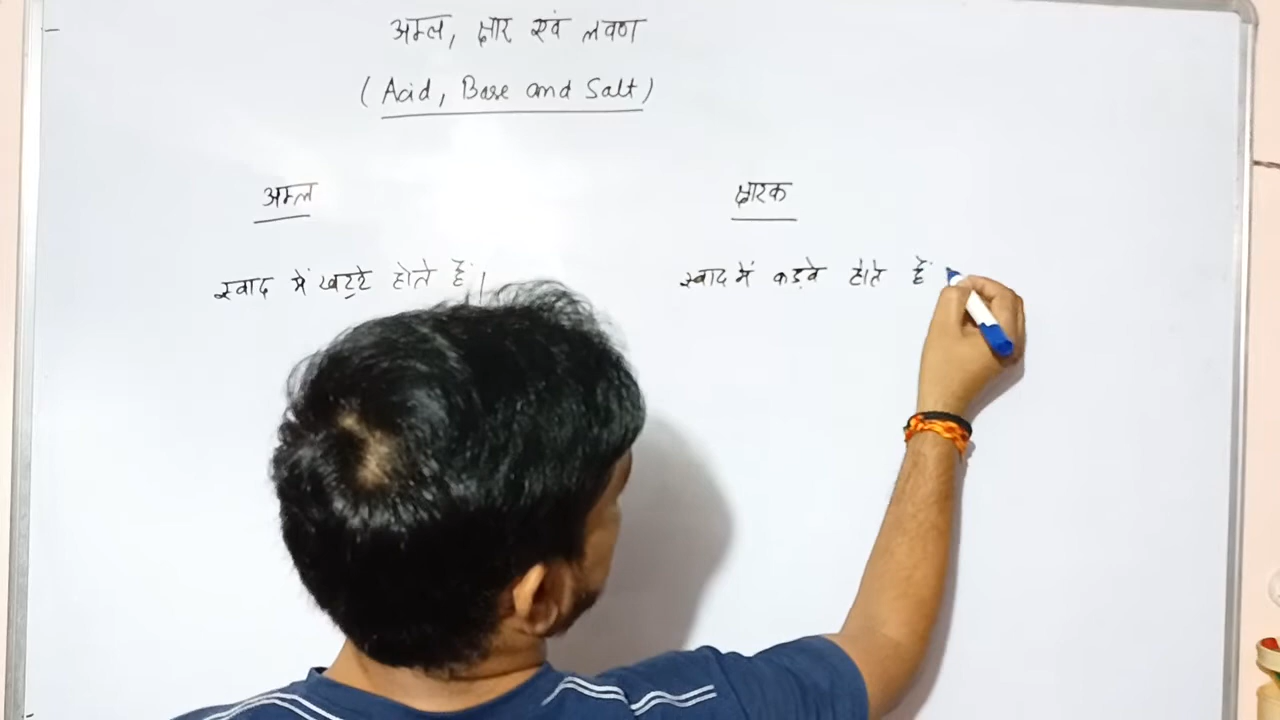 अम्ल, क्षार एवं लवण
(Acid, Base and Salt)
अम्ल
क्षारक
स्वाद में खट्टे होते हैं।
स्वाद में कड़वे होते हैं